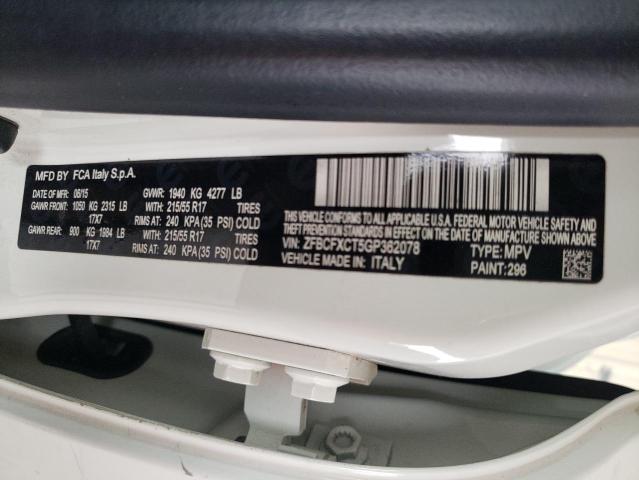 MFD BY FCA Italy S.p.A.
DATE OF MFD: 06/15 GVWR: 1940 KG 4277 LB
GAWR FRONT: 1050 KG 2315 LB WITH 215/55 R17 TIRES
17X7 RIMS AT: 240 KPA (35 PSI) COLD
GAWR REAR: 900 KG 1984 LB WITH 215/55 R17 TIRES
17X7 RIMS AT: 240 KPA (35 PSI) COLD
THIS VEHICLE CONFORMS TO ALL APPLICABLE U.S.A. FEDERAL MOTOR VEHICLE SAFETY AND
THEFT PREVENTION STANDARDS IN EFFECT ON THE DATE OF MANUFACTURE SHOWN ABOVE
VIN: ZFBCFXCT5GP362078 TYPE: MPV
VEHICLE MADE IN: ITALY PAINT: 296